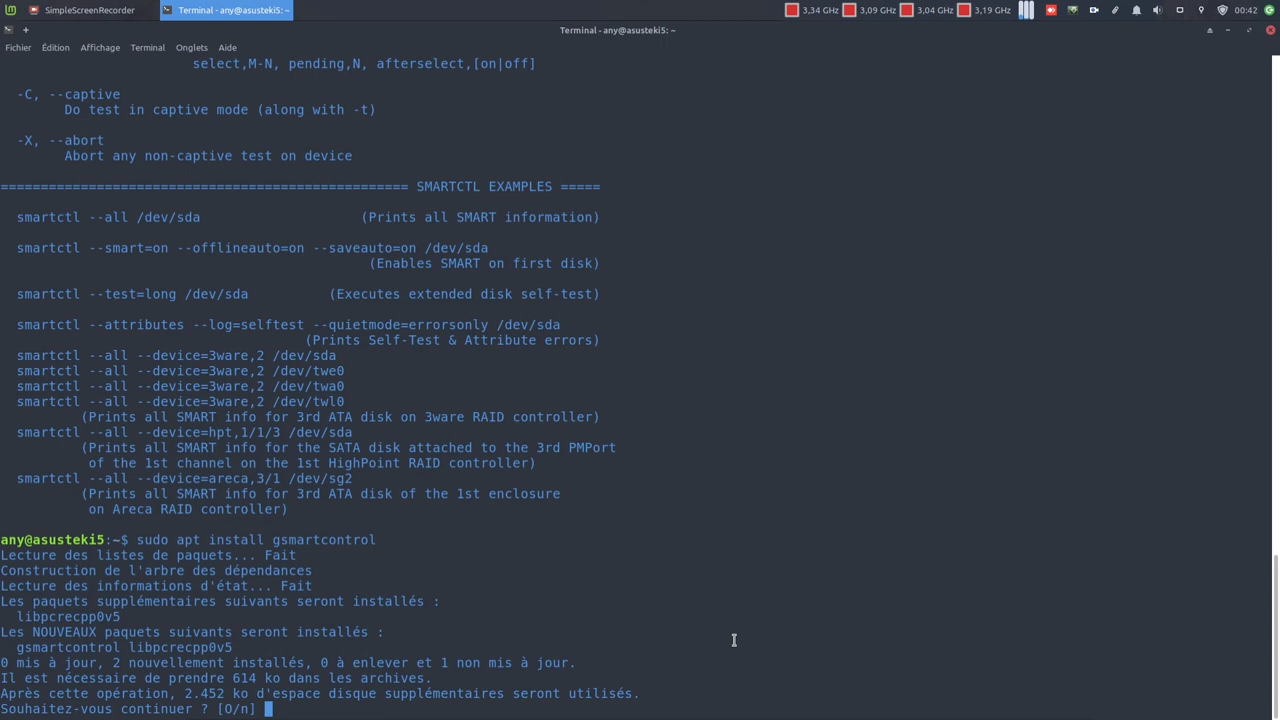 SimpleScreenRecorder
Terminal - any@asusteki5: ~
3,34 GHz
3,09 GHz
3,04 GHz
3,19 GHz
00:42
Terminal - any@asusteki5: ~
Fichier Édition Affichage Terminal Onglets Aide
select,M-N, pending,N, afterselect,[on|off]
-C, --captive
Do test in captive mode (along with -t)
-X, --abort
Abort any non-captive test on device
=================================================== SMARTCTL EXAMPLES =====
smartctl --all /dev/sda (Prints all SMART information)
smartctl --smart=on --offlineauto=on --saveauto=on /dev/sda
(Enables SMART on first disk)
smartctl --test=long /dev/sda (Executes extended disk self-test)
smartctl --attributes --log=selftest --quietmode=errorsonly /dev/sda
(Prints Self-Test & Attribute errors)
smartctl --all --device=3ware,2 /dev/sda
smartctl --all --device=3ware,2 /dev/twe0
smartctl --all --device=3ware,2 /dev/twa0
smartctl --all --device=3ware,2 /dev/twl0
(Prints all SMART info for 3rd ATA disk on 3ware RAID controller)
smartctl --all --device=hpt,1/1/3 /dev/sda
(Prints all SMART info for the SATA disk attached to the 3rd PMPort
of the 1st channel on the 1st HighPoint RAID controller)
smartctl --all --device=areca,3/1 /dev/sg2
(Prints all SMART info for 3rd ATA disk of the 1st enclosure
on Areca RAID controller)
any@asusteki5:~$ sudo apt install gsmartcontrol
Lecture des listes de paquets... Fait
Construction de l'arbre des dépendances
Lecture des informations d'état... Fait
Les paquets supplémentaires suivants seront installés :
libpcrecpp0v5
Les NOUVEAUX paquets suivants seront installés :
gsmartcontrol libpcrecpp0v5
0 mis à jour, 2 nouvellement installés, 0 à enlever et 1 non mis à jour.
Il est nécessaire de prendre 614 ko dans les archives.
Après cette opération, 2.452 ko d'espace disque supplémentaires seront utilisés.
Souhaitez-vous continuer ? [O/n]